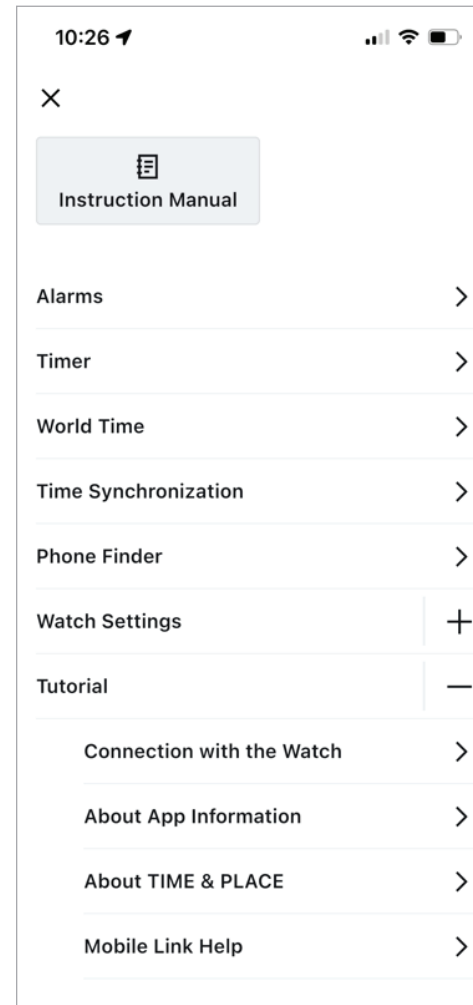 10:26
Instruction Manual
Alarms
Timer
World Time
Time Synchronization
Phone Finder
Watch Settings
Tutorial
Connection with the Watch
About App Information
About TIME & PLACE
Mobile Link Help